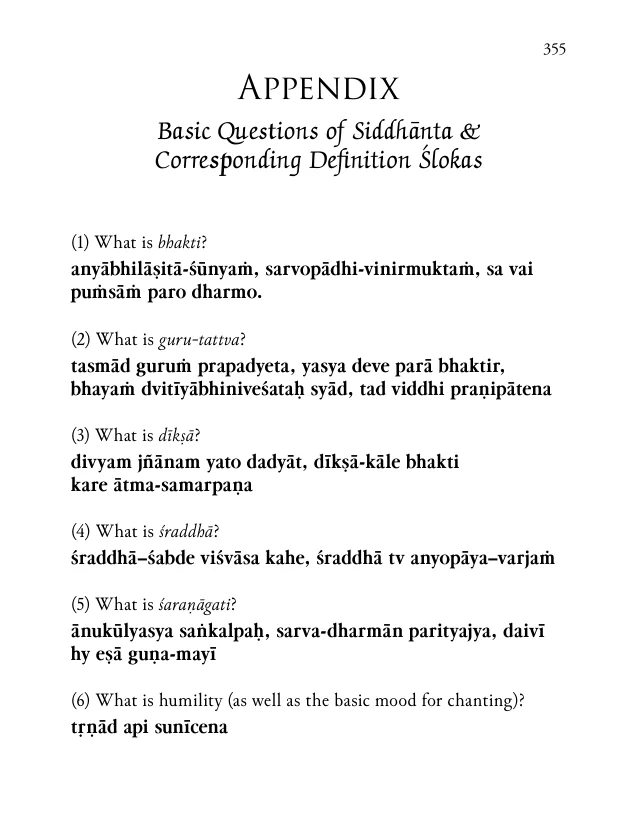 355
APPENDIX
Basic Questions of Siddhānta &
Corresponding Definition Ślokas
(1) What is bhakti?
anyābhilāṣitā-śūnyaṁ, sarvopādhi-vinirmuktaṁ, sa vai
puṁsāṁ paro dharmo.
(2) What is guru-tattva?
tasmād guruṁ prapadyeta, yasya deve parā bhaktir,
bhayaṁ dvitīyābhiniveśataḥ syād, tad viddhi praṇipātena
(3) What is dīkṣā?
divyam jñānam yato dadyāt, dīkṣā-kāle bhakti
kare ātma-samarpaṇa
(4) What is śraddhā?
śraddhā–śabde viśvāsa kahe, śraddhā tv anyopāya–varjaṁ
(5) What is śaraṇāgati?
ānukūlyasya saṅkalpaḥ, sarva-dharmān parityajya, daivī
hy eṣā guṇa-mayī
(6) What is humility (as well as the basic mood for chanting)?
tṛṇād api sunīcena